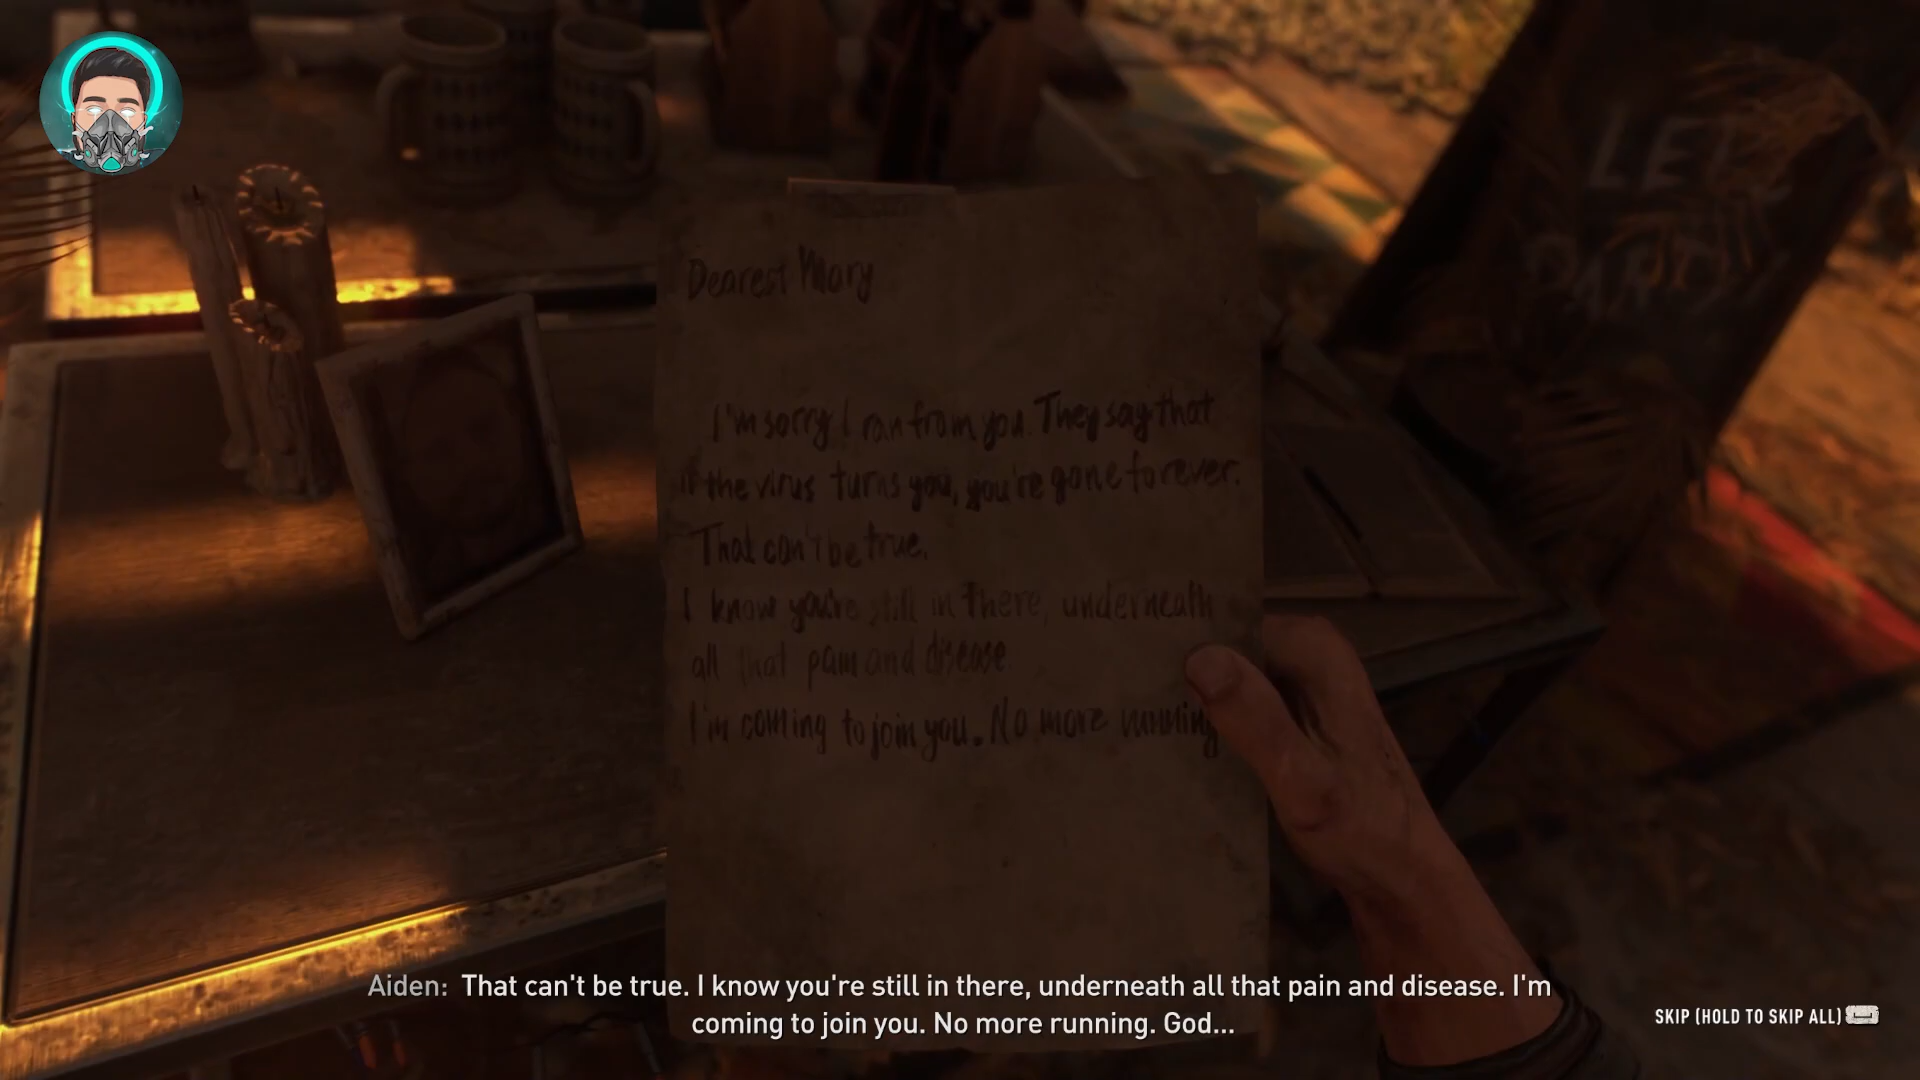 LET
PARTY
Dearest Mary
I'm sorry I ran from you. They say that
if the virus turns you, you're gone forever.
That can't be true.
I know you're still in there, underneath
all that pain and disease
I'm coming to join you. No more running
Aiden: That can't be true. I know you're still in there, underneath all that pain and disease. I'm
coming to join you. No more running. God...
SKIP (HOLD TO SKIP ALL)